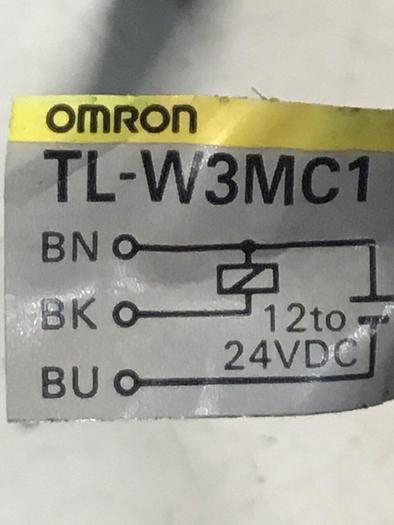 OMRON
TL-W3MC1
BN
BK
12to
24VDC
BU